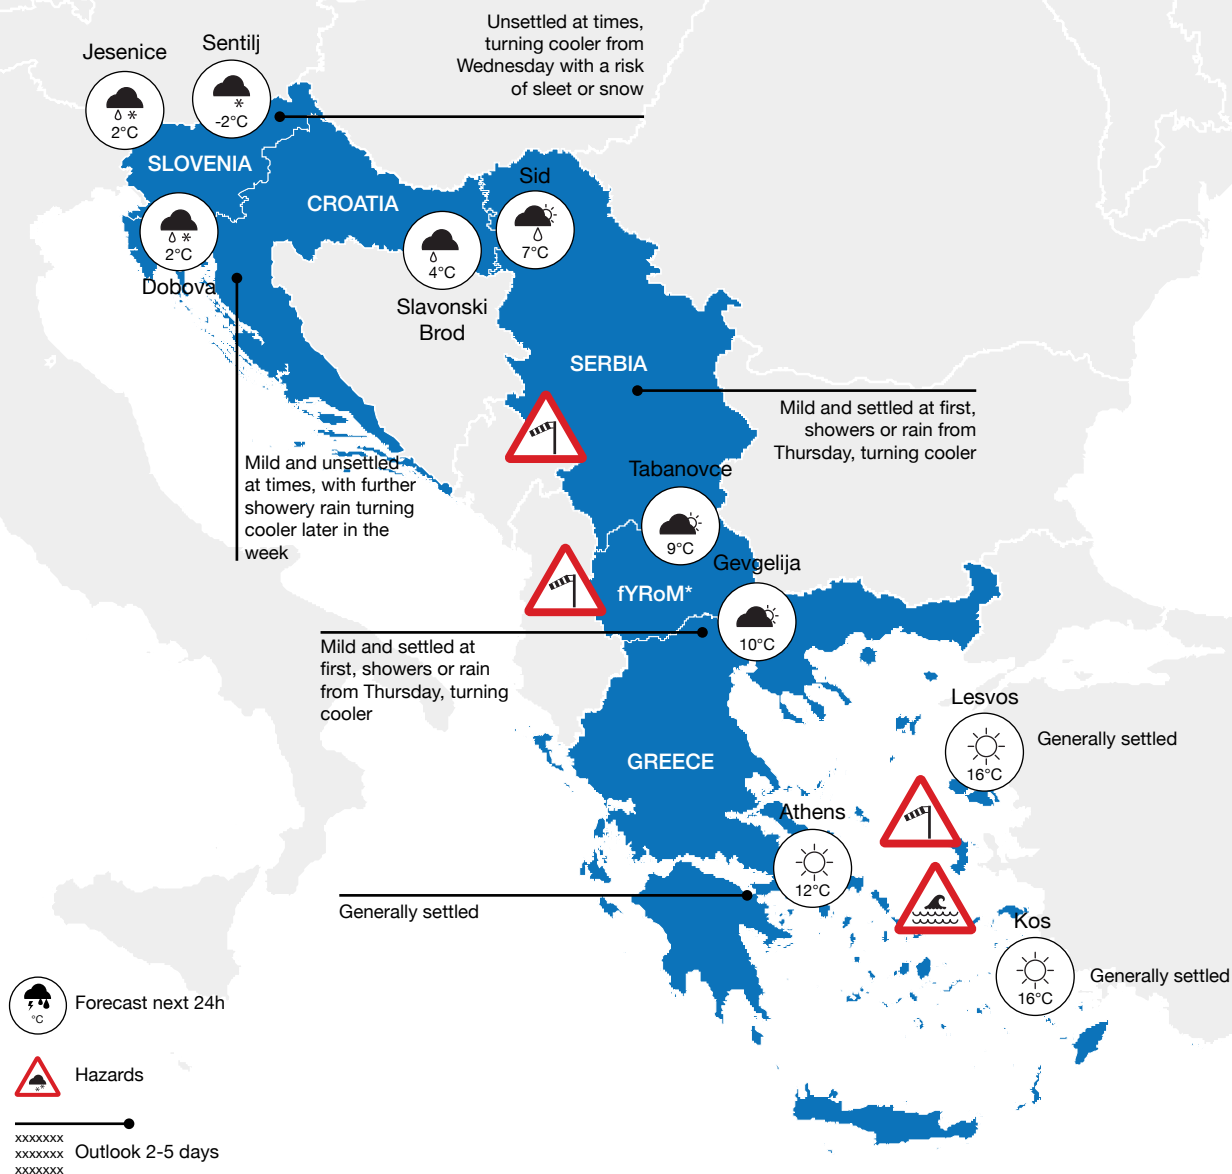 Unsettled at times,
turning cooler from
Wednesday with a risk
of sleet or snow
Jesenice
2°C
Sentilj
-2°C
SLOVENIA
CROATIA
Sid
7°C
2°C
Dobova
4°C
Slavonski
Brod
SERBIA
Mild and settled at first,
showers or rain from
Thursday, turning cooler
Mild and unsettled
at times, with further
showery rain turning
cooler later in the
week
Tabanovce
9°C
Gevgelija
10°C
fYRoM*
Mild and settled at
first, showers or rain
from Thursday, turning
cooler
Lesvos
16°C
Generally settled
GREECE
Athens
12°C
Generally settled
Kos
16°C
Generally settled
°C
Forecast next 24h
Hazards
xxxxxxx
xxxxxxx
xxxxxxx
Outlook 2-5 days